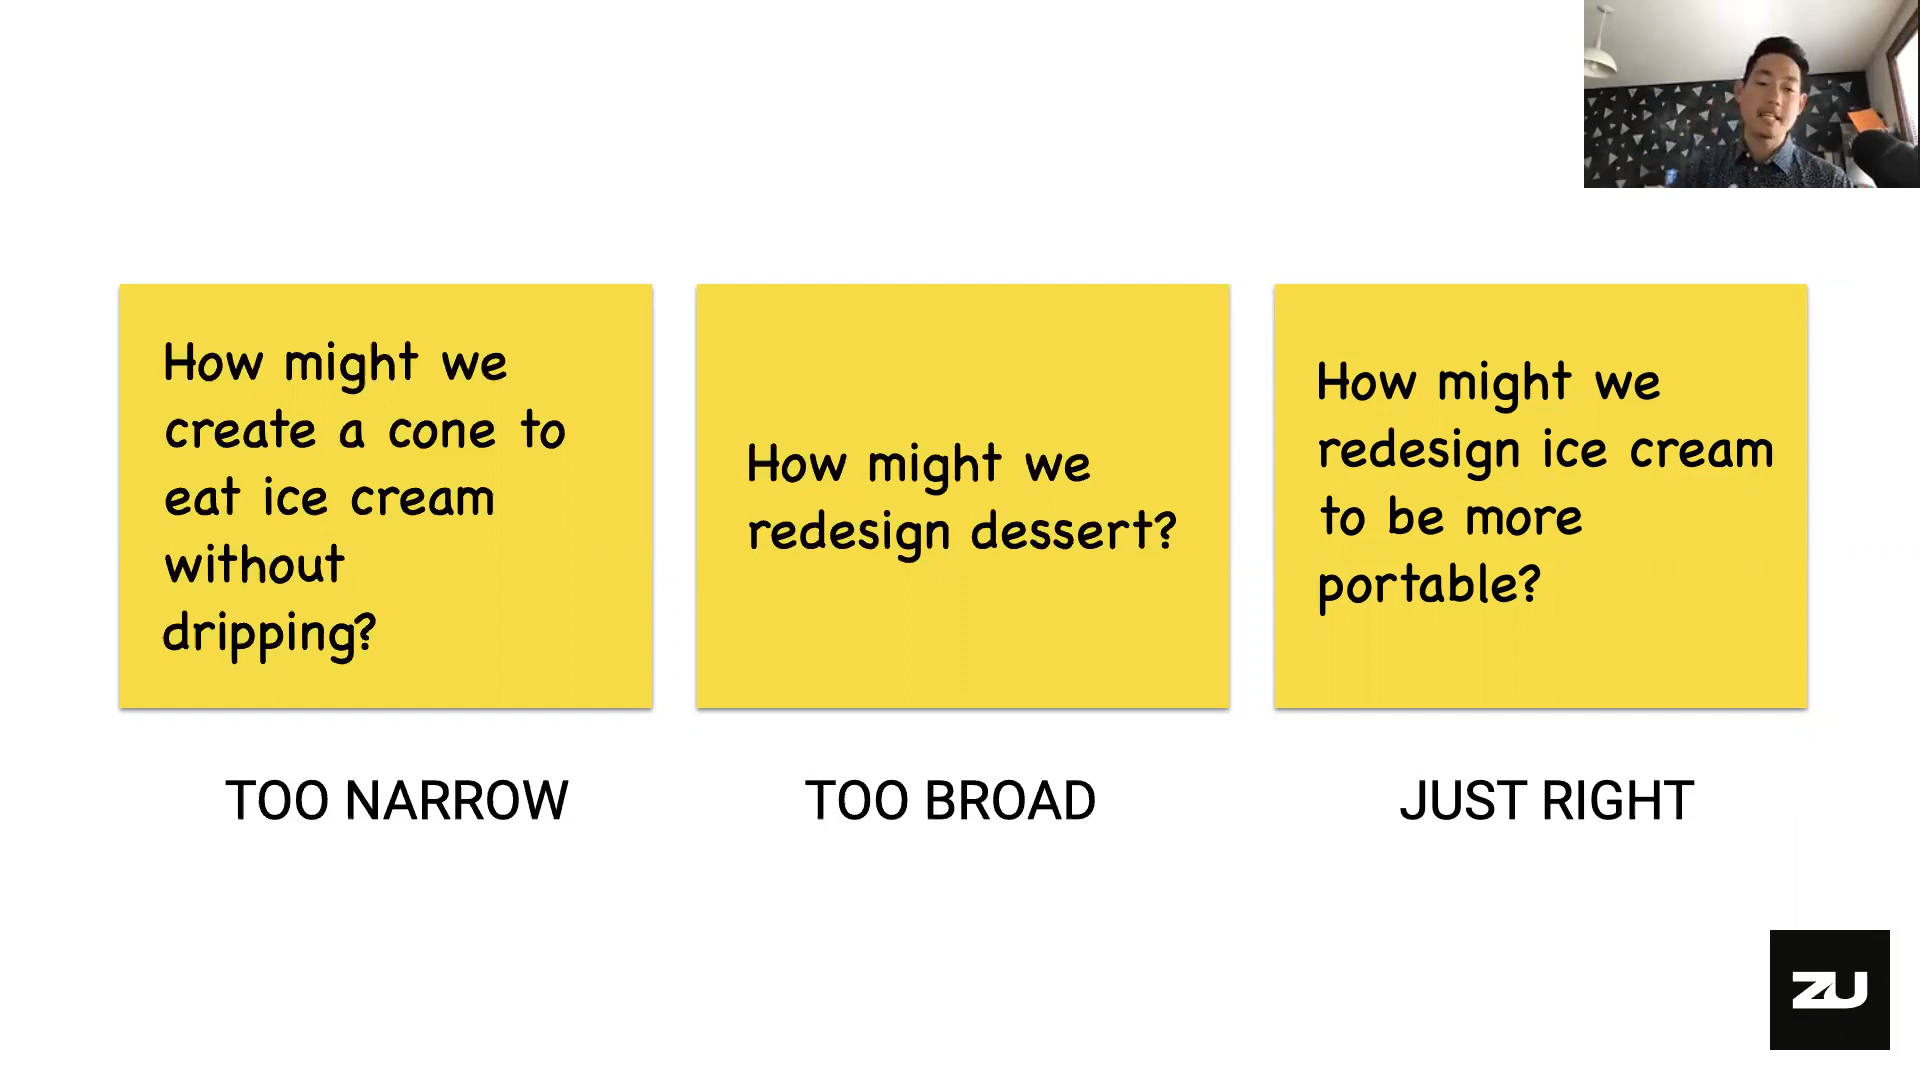 How might we
create a cone to
eat ice cream
without
dripping?
How might we
redesign dessert?
How might we
redesign ice cream
to be more
portable?
TOO NARROW
TOO BROAD
JUST RIGHT
ZU